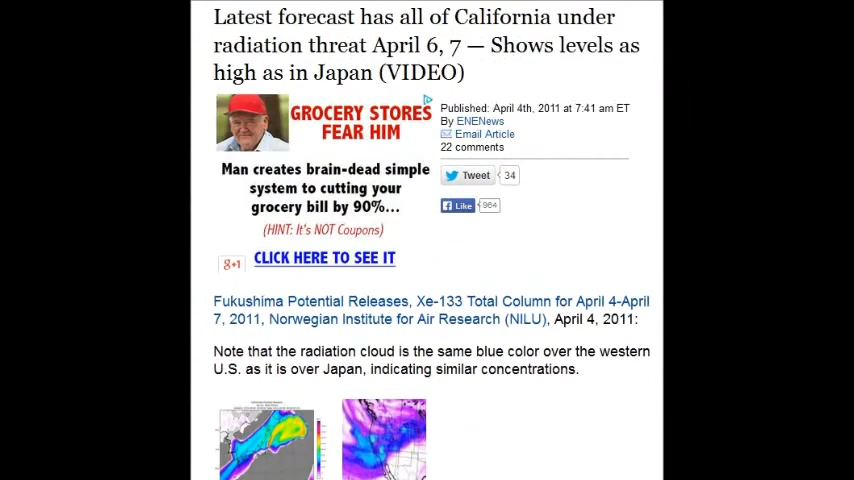 Latest forecast has all of California under
radiation threat April 6, 7 — Shows levels as
high as in Japan (VIDEO)
GROCERY STORES
FEAR HIM
Man creates brain-dead simple
system to cutting your
grocery bill by 90%...
(HINT: It's NOT Coupons)
CLICK HERE TO SEE IT
g+1
Published: April 4th, 2011 at 7:41 am ET
By ENENews
Email Article
22 comments
Tweet 34
Like 964
Fukushima Potential Releases, Xe-133 Total Column for April 4-April
7, 2011, Norwegian Institute for Air Research (NILU), April 4, 2011:
Note that the radiation cloud is the same blue color over the western
U.S. as it is over Japan, indicating similar concentrations.